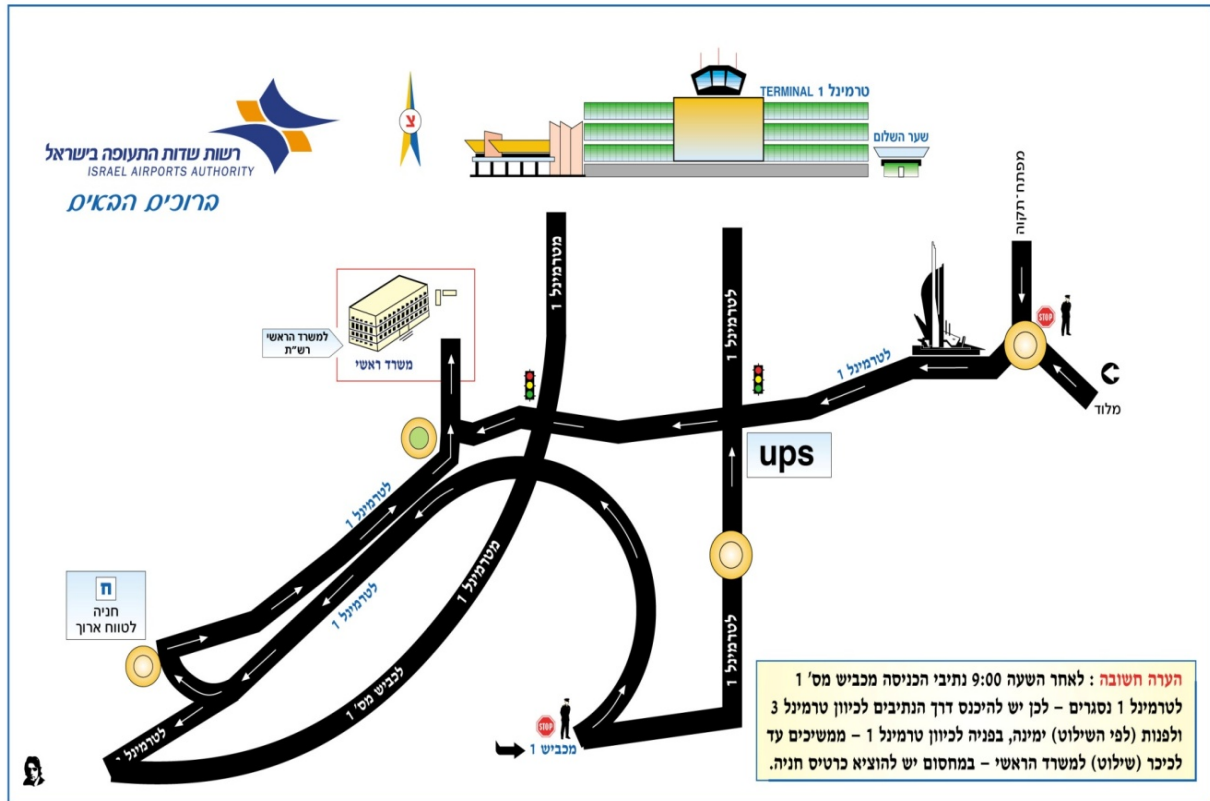 TERMINAL 1 טרמינל
שער השלום
צ
רשות שדות התעופה בישראל
ISRAEL AIRPORTS AUTHORITY
ברוכים הבאים
מפתח-תקוה
מטרמינל 1
לטרמינל 1
STOP
למשרד הראשי
רש"ת
משרד ראשי
לטרמינל 1
מלוד
ups
לטרמינל 1
לטרמינל 1
מטרמינל 1
ח
חניה
לטווח ארוך
לטרמינל 1
לכביש מס' 1
לטרמינל 1
STOP
מכביש 1
הערה חשובה : לאחר השעה 9:00 נתיבי הכניסה מכביש מס' 1
לטרמינל 1 נסגרים – לכן יש להיכנס דרך הנתיבים לכיוון טרמינל 3
ולפנות (לפי השילוט) ימינה, בפניה לכיוון טרמינל 1 – ממשיכים עד
לכיכר (שילוט) למשרד הראשי – במחסום יש להוציא כרטיס חניה.